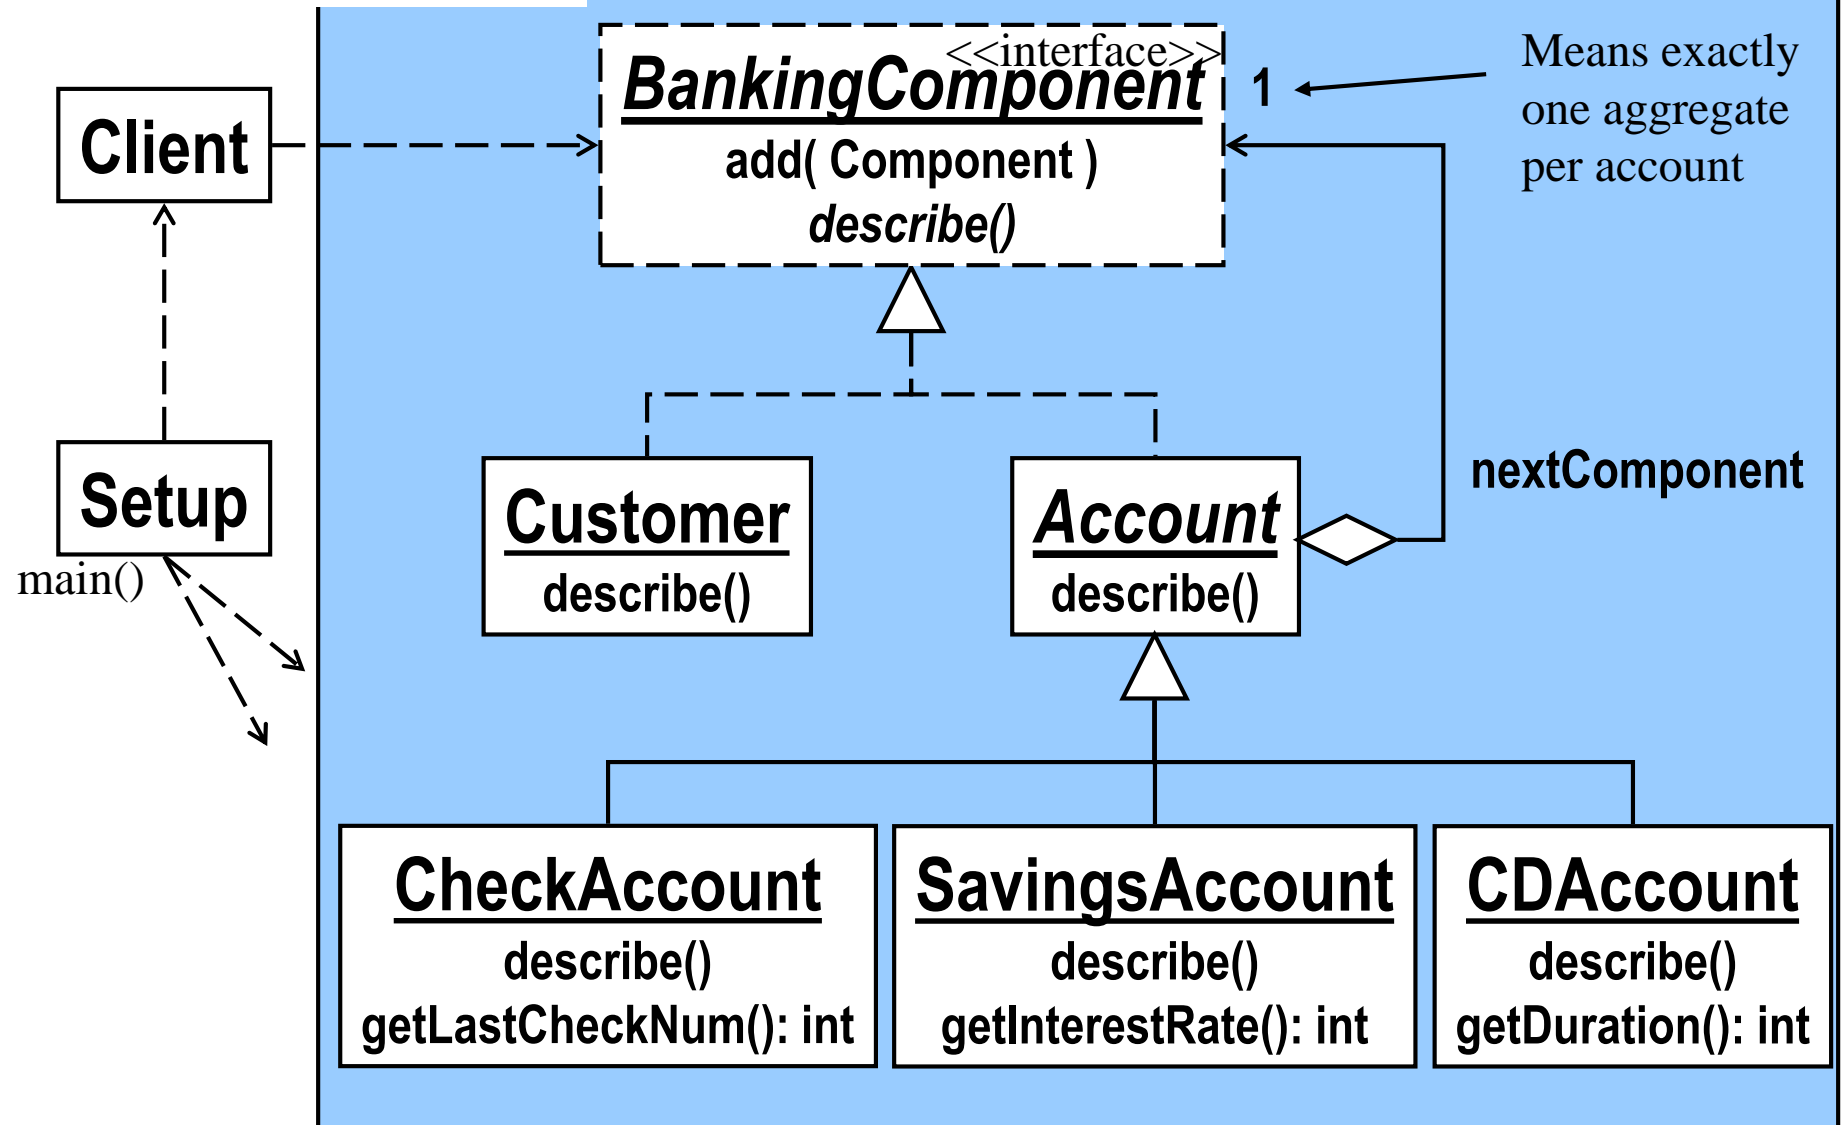 <<interface>>
BankingComponent
add( Component )
describe()
1
Means exactly
one aggregate
per account
Client
Setup
main()
Customer
describe()
Account
describe()
nextComponent
CheckAccount
describe()
getLastCheckNum(): int
SavingsAccount
describe()
getInterestRate(): int
CDAccount
describe()
getDuration(): int